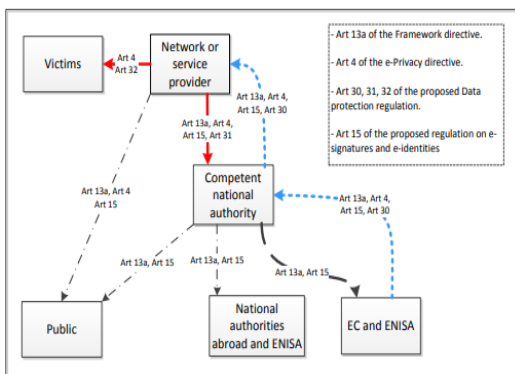 Victims
Art 4
Art 32
Network or
service
provider
- Art 13a of the Framework directive.
- Art 4 of the e-Privacy directive.
- Art 30, 31, 32 of the proposed Data
protection regulation.
- Art 15 of the proposed regulation on e-
signatures and e-identities
Art 13a, Art 4,
Art 15, Art 30
Art 13a, Art 4,
Art 15, Art 31
Competent
national
authority
Art 13a, Art 4
Art 15
Art 13a, Art 4,
Art 15, Art 30
Art 13a, Art 15
Art 13a, Art 15
Art 13a, Art 15
Public
National
authorities
abroad and ENISA
EC and ENISA